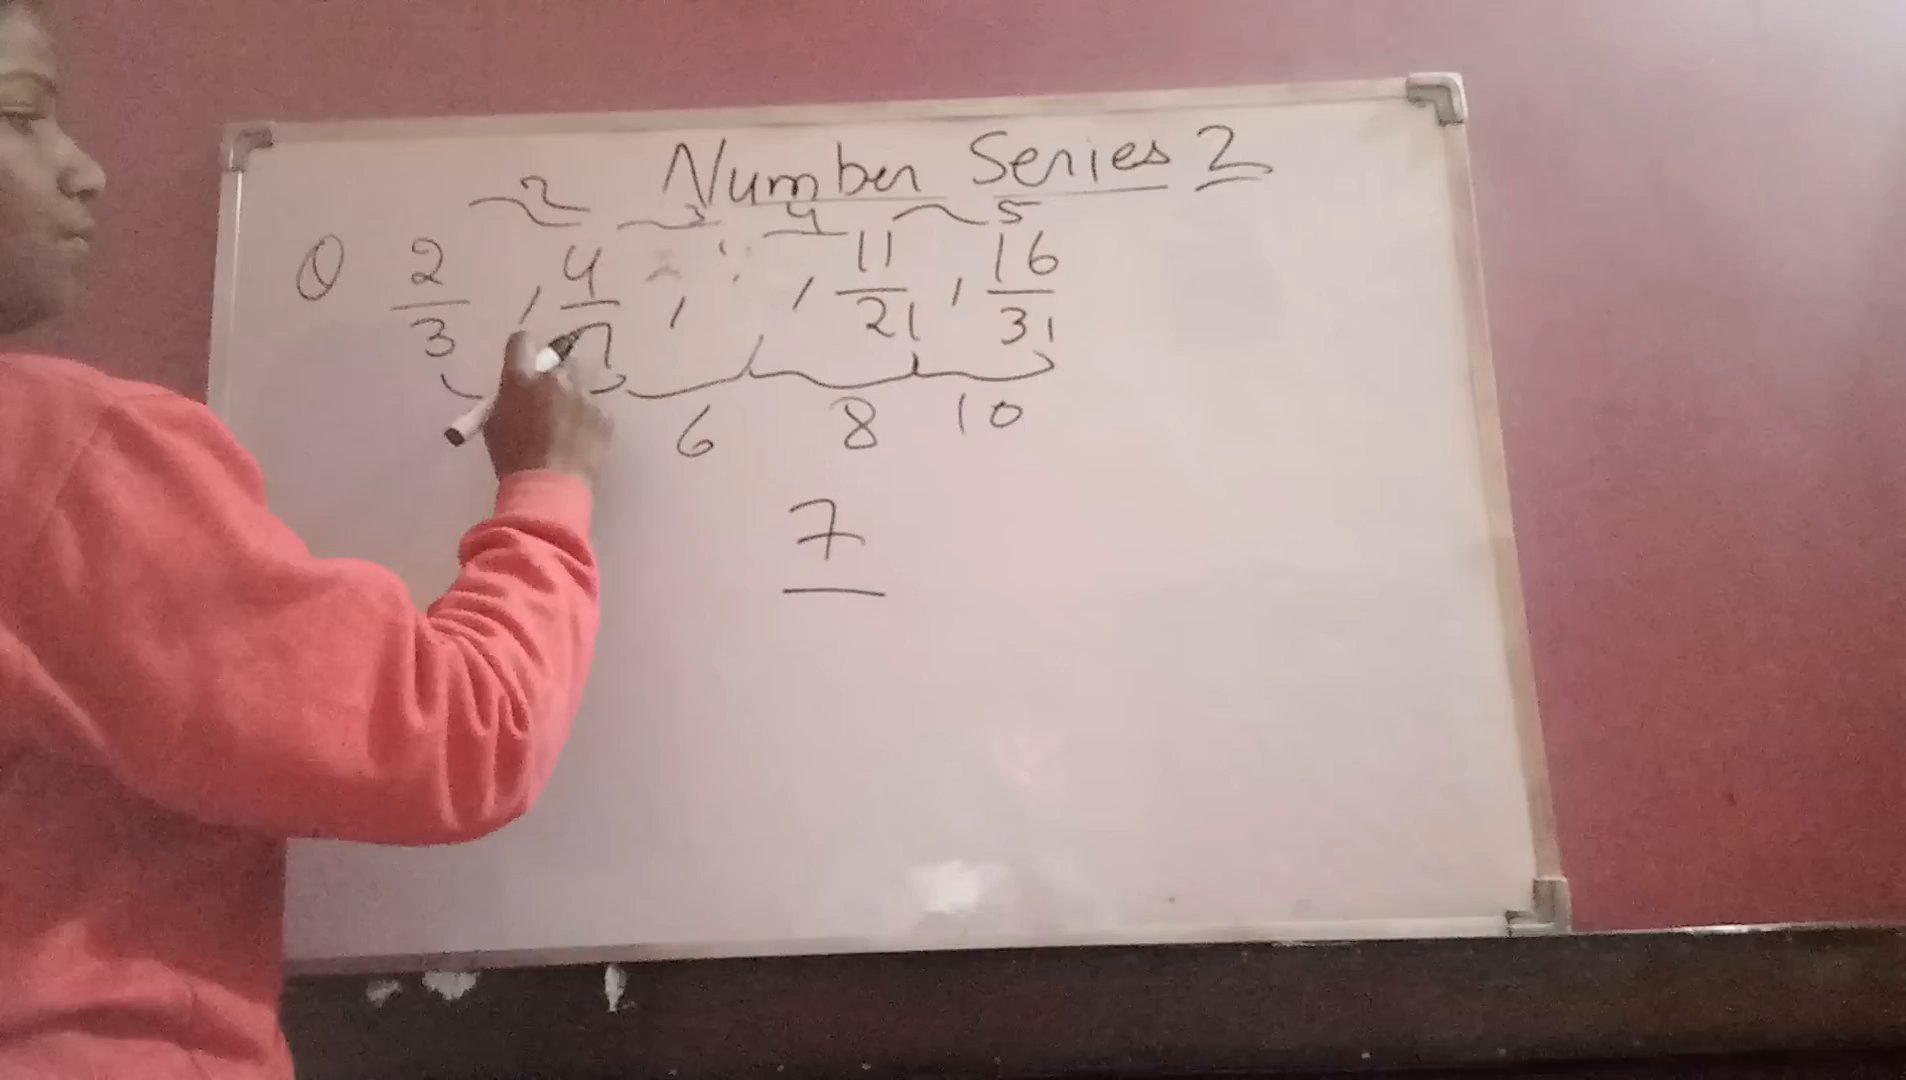 Number Series 2
2 3 4 5
Q 2/3 , 4/7 , , 11/21 , 16/31
6 8 10
7